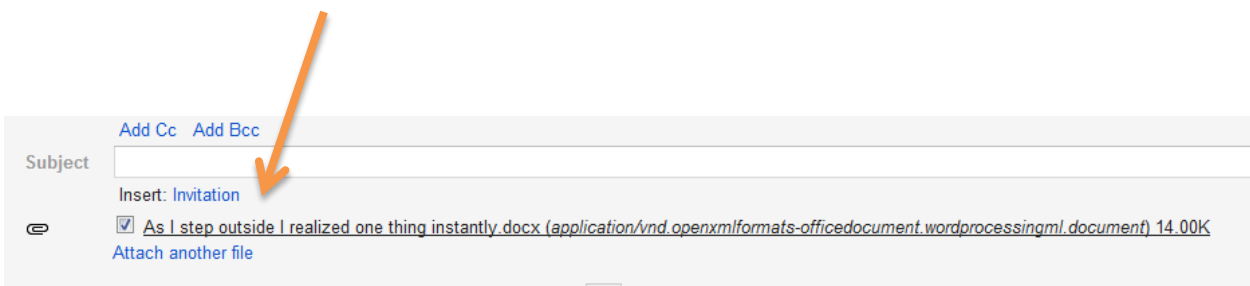 Add Cc Add Bcc
Subject
Insert: Invitation
As I step outside I realized one thing instantly.docx (application/vnd.openxmlformats-officedocument.wordprocessingml.document) 14.00K
Attach another file